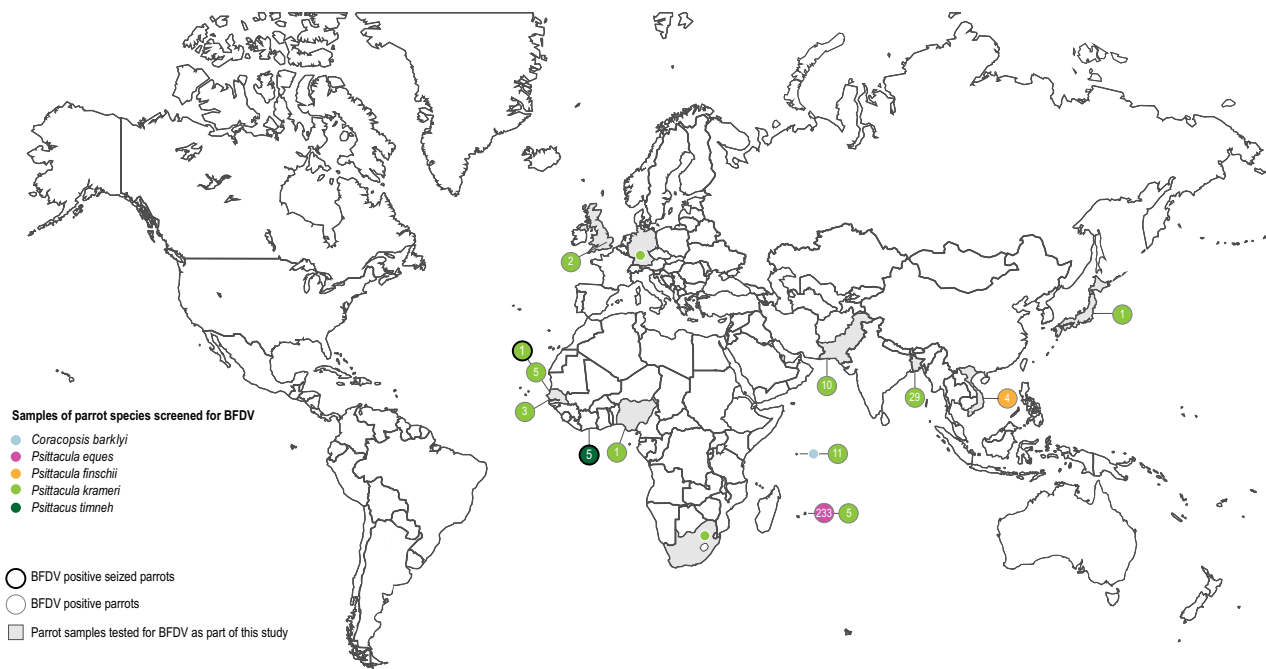 2
1
1
5
10
29
4
3
5
1
11
233
5
Samples of parrot species screened for BFDV
Coracopsis barklyi
Psittacula eques
Psittacula finschii
Psittacula krameri
Psittacus timneh
BFDV positive seized parrots
BFDV positive parrots
Parrot samples tested for BFDV as part of this study